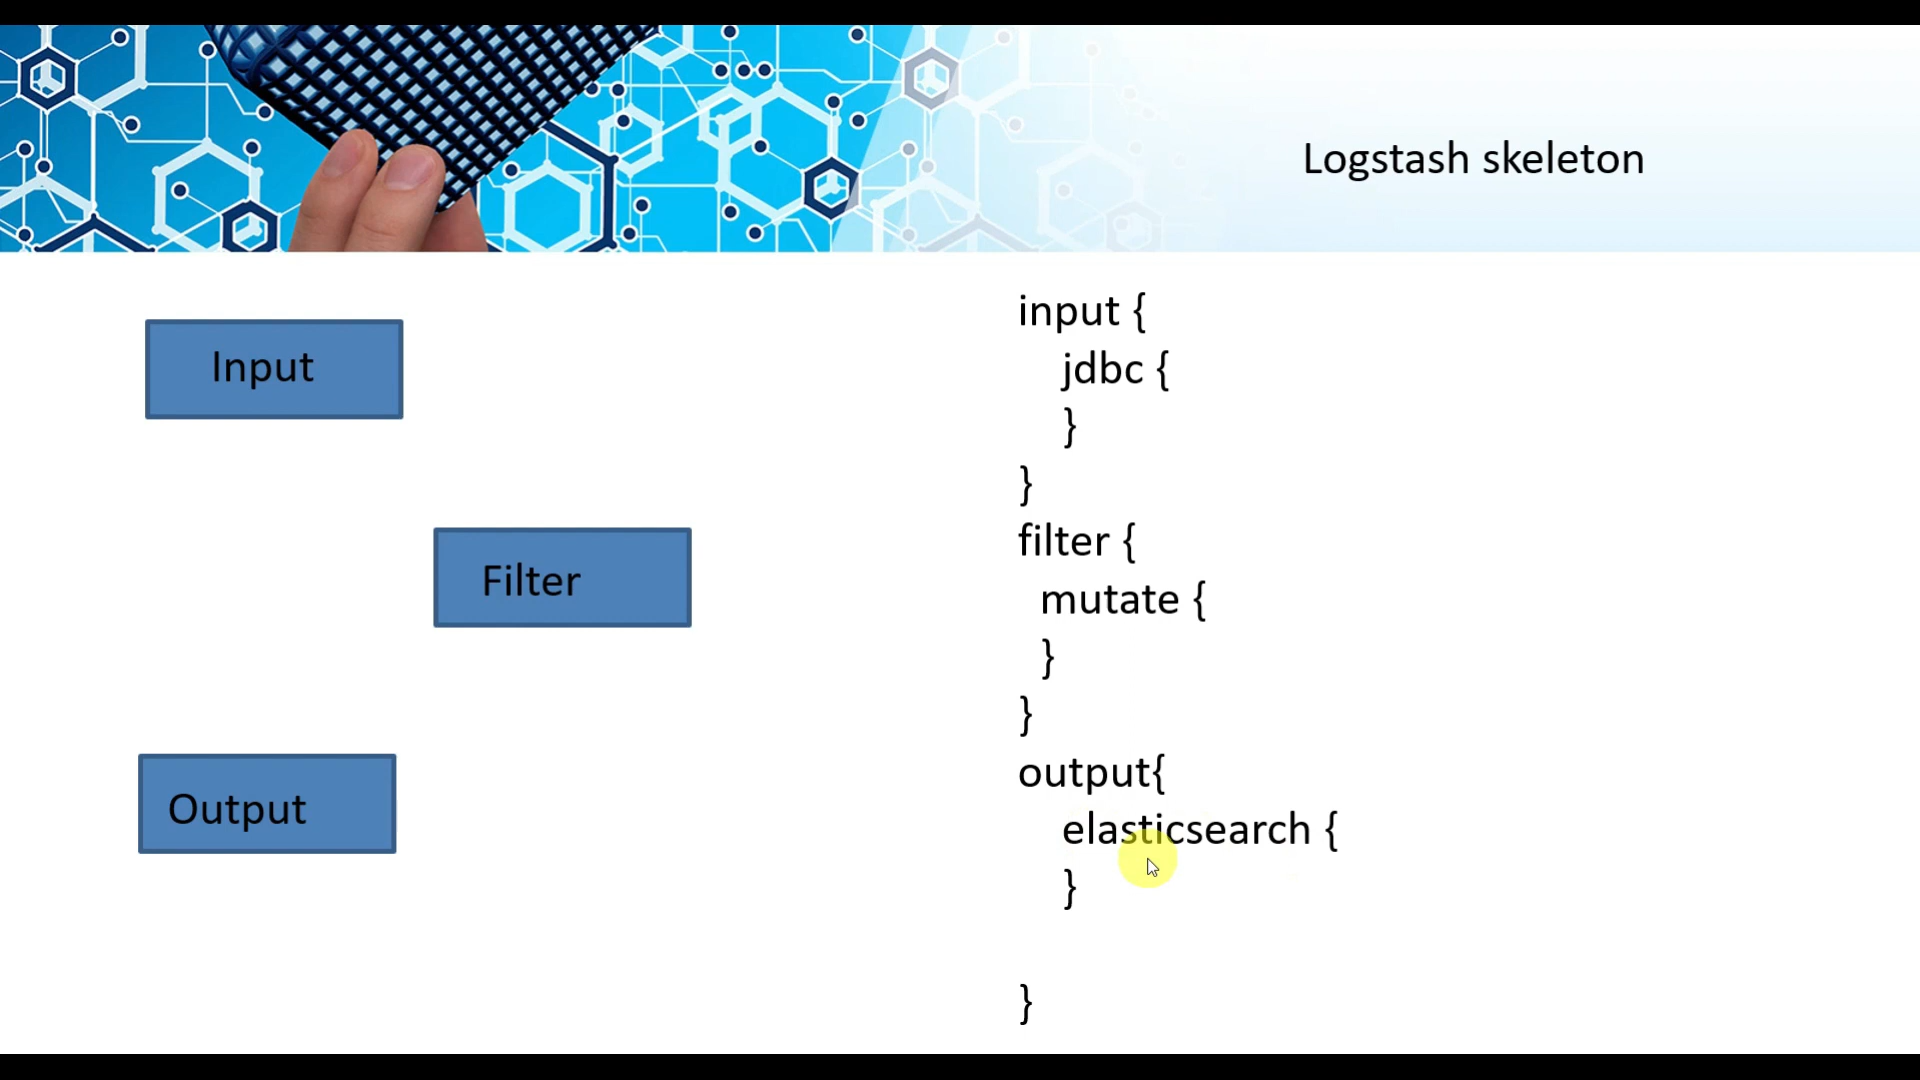 Logstash skeleton
Input
Filter
Output
input {
jdbc {
}
}
filter {
mutate {
}
}
output{
elasticsearch {
}
}